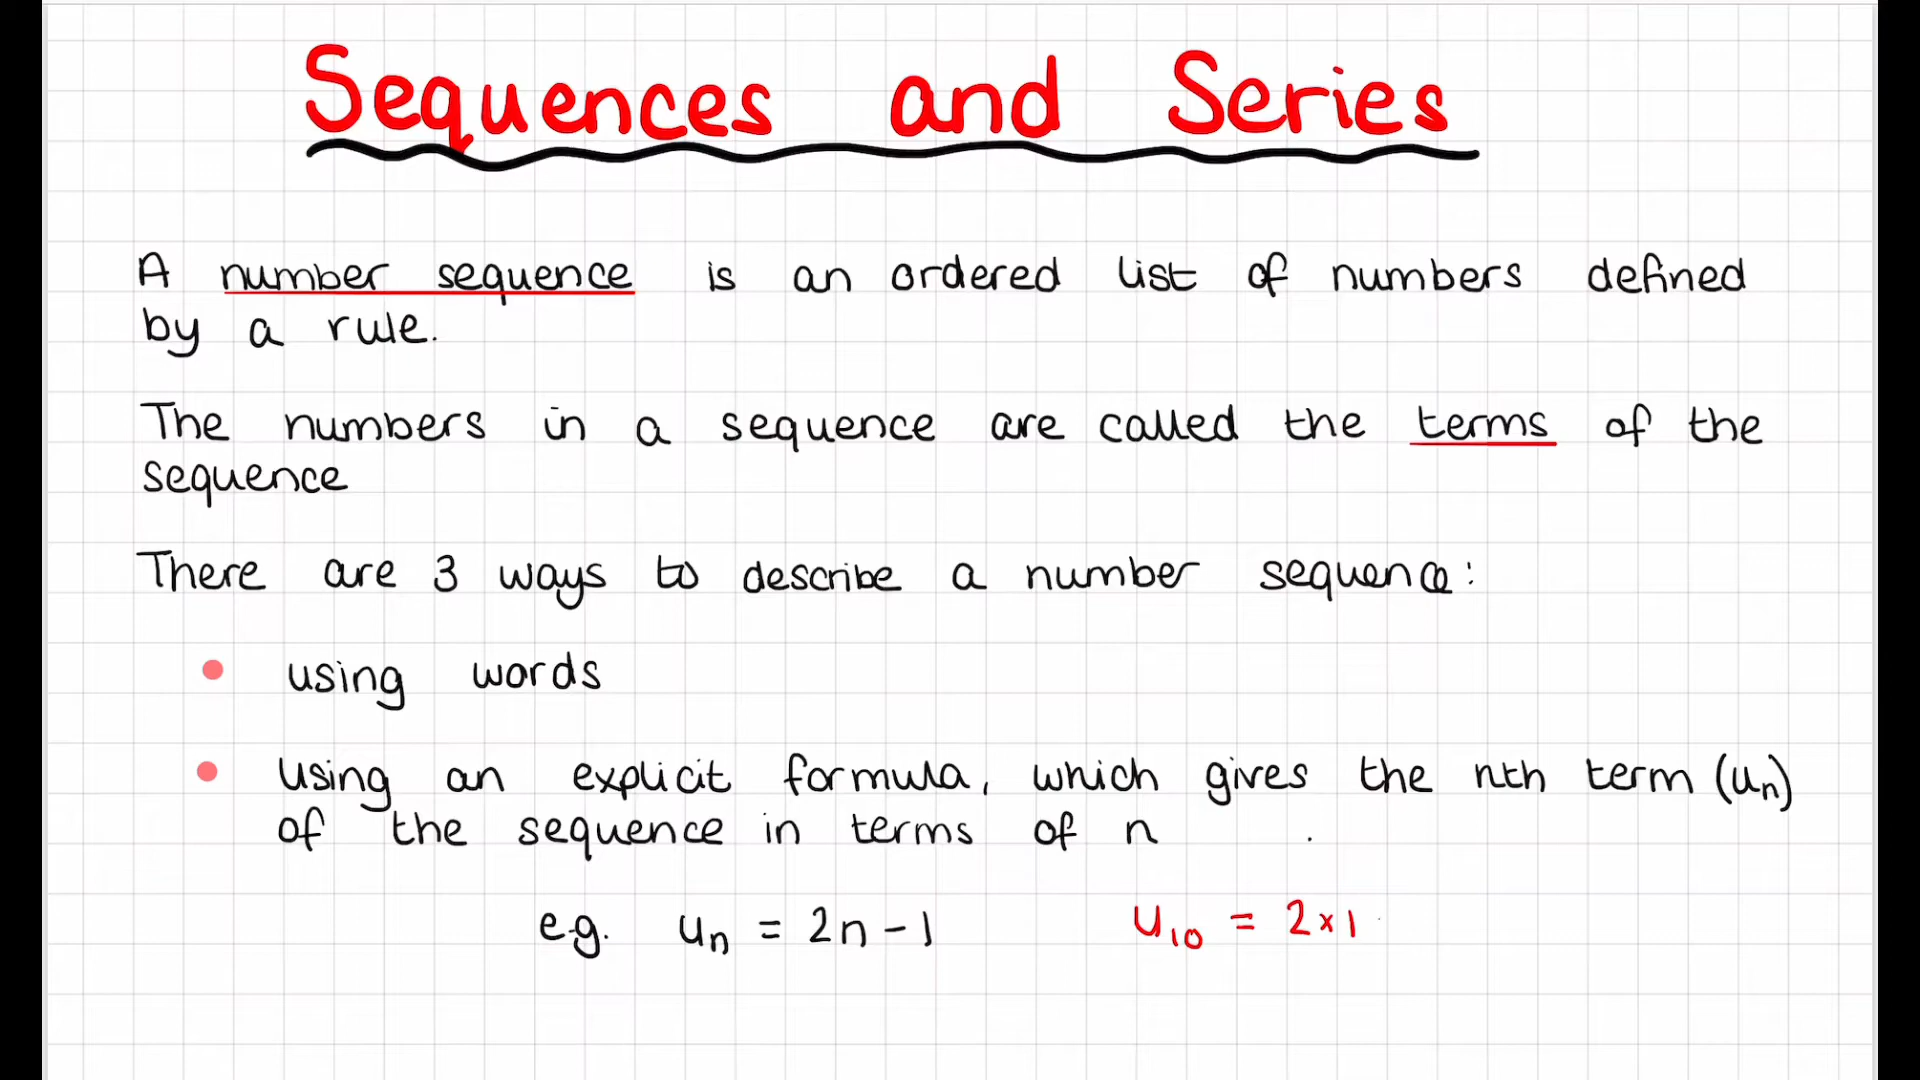 Sequences and Series
A number sequence is an ordered list of numbers defined
by a rule.
The numbers in a sequence are called the terms of the
sequence
There are 3 ways to describe a number sequence:
• using words
• using an explicit formula, which gives the nth term (uₙ)
of the sequence in terms of n .
e.g. uₙ = 2n - 1 u₁₀ = 2 × 1